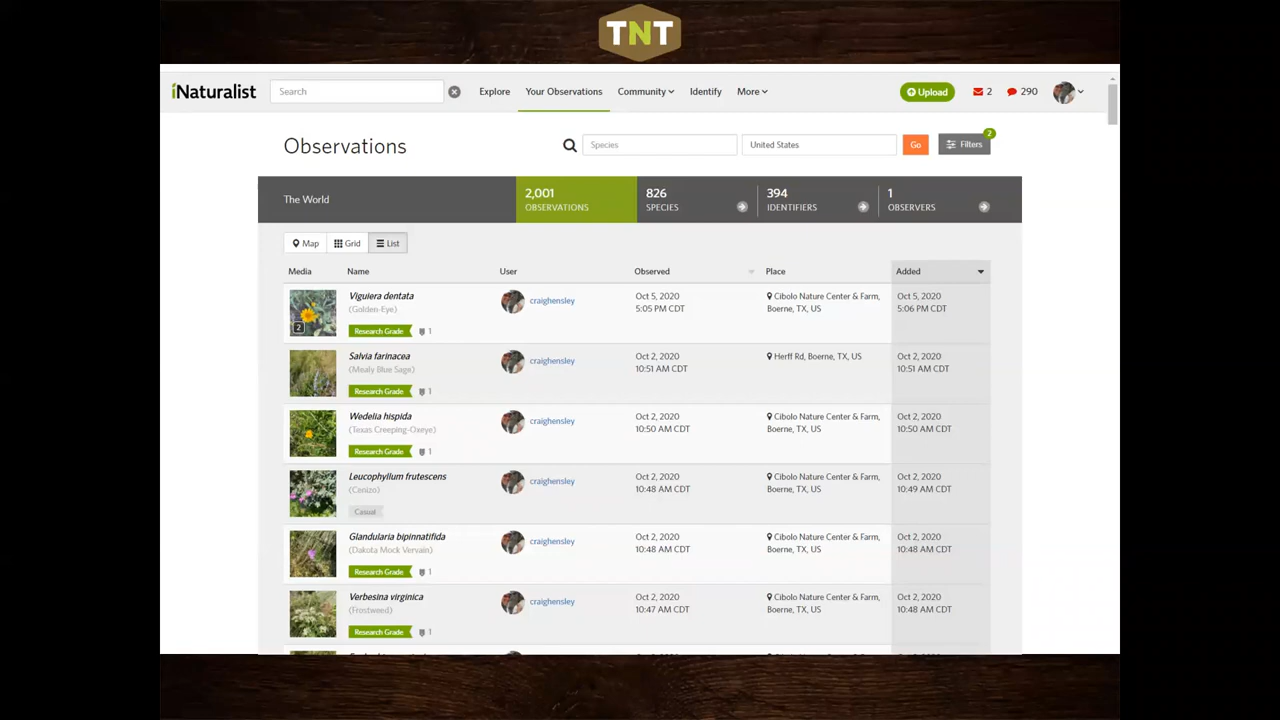 TNT
iNaturalist
Search
Explore
Your Observations
Community
Identify
More
Upload
2
290
Observations
Species
United States
Go
Filters
2
The World
2,001
OBSERVATIONS
826
SPECIES
394
IDENTIFIERS
1
OBSERVERS
Map
Grid
List
Media
Name
User
Observed
Place
Added
2
Viguiera dentata
(Golden-Eye)
Research Grade
1
craighensley
Oct 5, 2020
5:05 PM CDT
Cibolo Nature Center & Farm,
Boerne, TX, US
Oct 5, 2020
5:06 PM CDT
Salvia farinacea
(Mealy Blue Sage)
Research Grade
1
craighensley
Oct 2, 2020
10:51 AM CDT
Herff Rd, Boerne, TX, US
Oct 2, 2020
10:51 AM CDT
Wedelia hispida
(Texas Creeping-Oxeye)
Research Grade
1
craighensley
Oct 2, 2020
10:50 AM CDT
Cibolo Nature Center & Farm,
Boerne, TX, US
Oct 2, 2020
10:50 AM CDT
Leucophyllum frutescens
(Cenizo)
Casual
craighensley
Oct 2, 2020
10:48 AM CDT
Cibolo Nature Center & Farm,
Boerne, TX, US
Oct 2, 2020
10:49 AM CDT
Glandularia bipinnatifida
(Dakota Mock Vervain)
Research Grade
1
craighensley
Oct 2, 2020
10:48 AM CDT
Cibolo Nature Center & Farm,
Boerne, TX, US
Oct 2, 2020
10:48 AM CDT
Verbesina virginica
(Frostweed)
Research Grade
1
craighensley
Oct 2, 2020
10:47 AM CDT
Cibolo Nature Center & Farm,
Boerne, TX, US
Oct 2, 2020
10:48 AM CDT